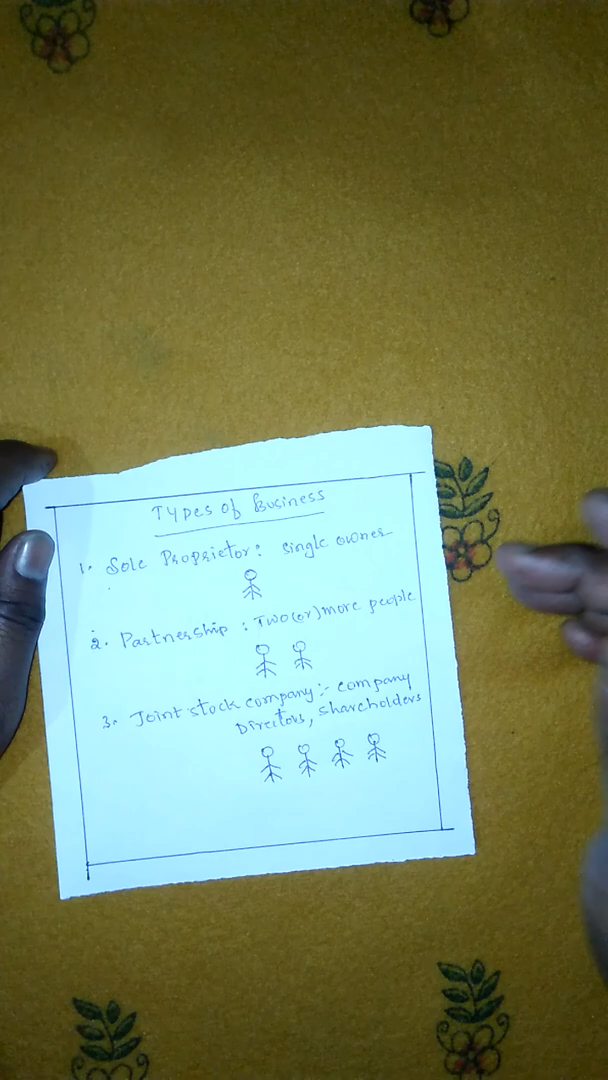 Types of Business
1. Sole Proprietor: single owner
2. Partnership: Two(or)more people
3. Joint stock company:- company
Directors, shareholders